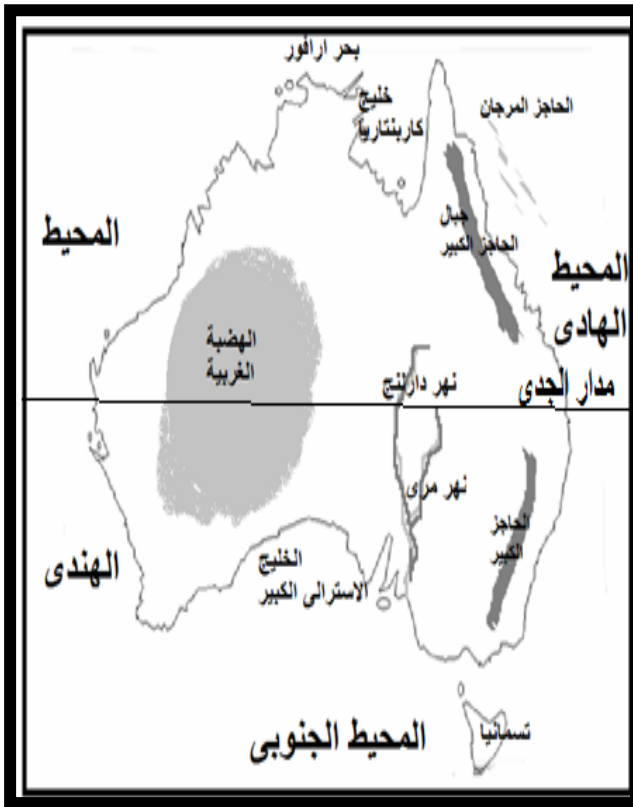 بحر ارافور
خليج
كاربنتاريا
الحاجز المرجان
جبال
الحاجز الكبير
المحيط
المحيط
الهادى
الهضبة
الغربية
نهر دارلنج
مدار الجدى
نهر مرى
الحاجز
الكبير
الهندى
الخليج
الاسترالى الكبير
المحيط الجنوبى
تسمانيا